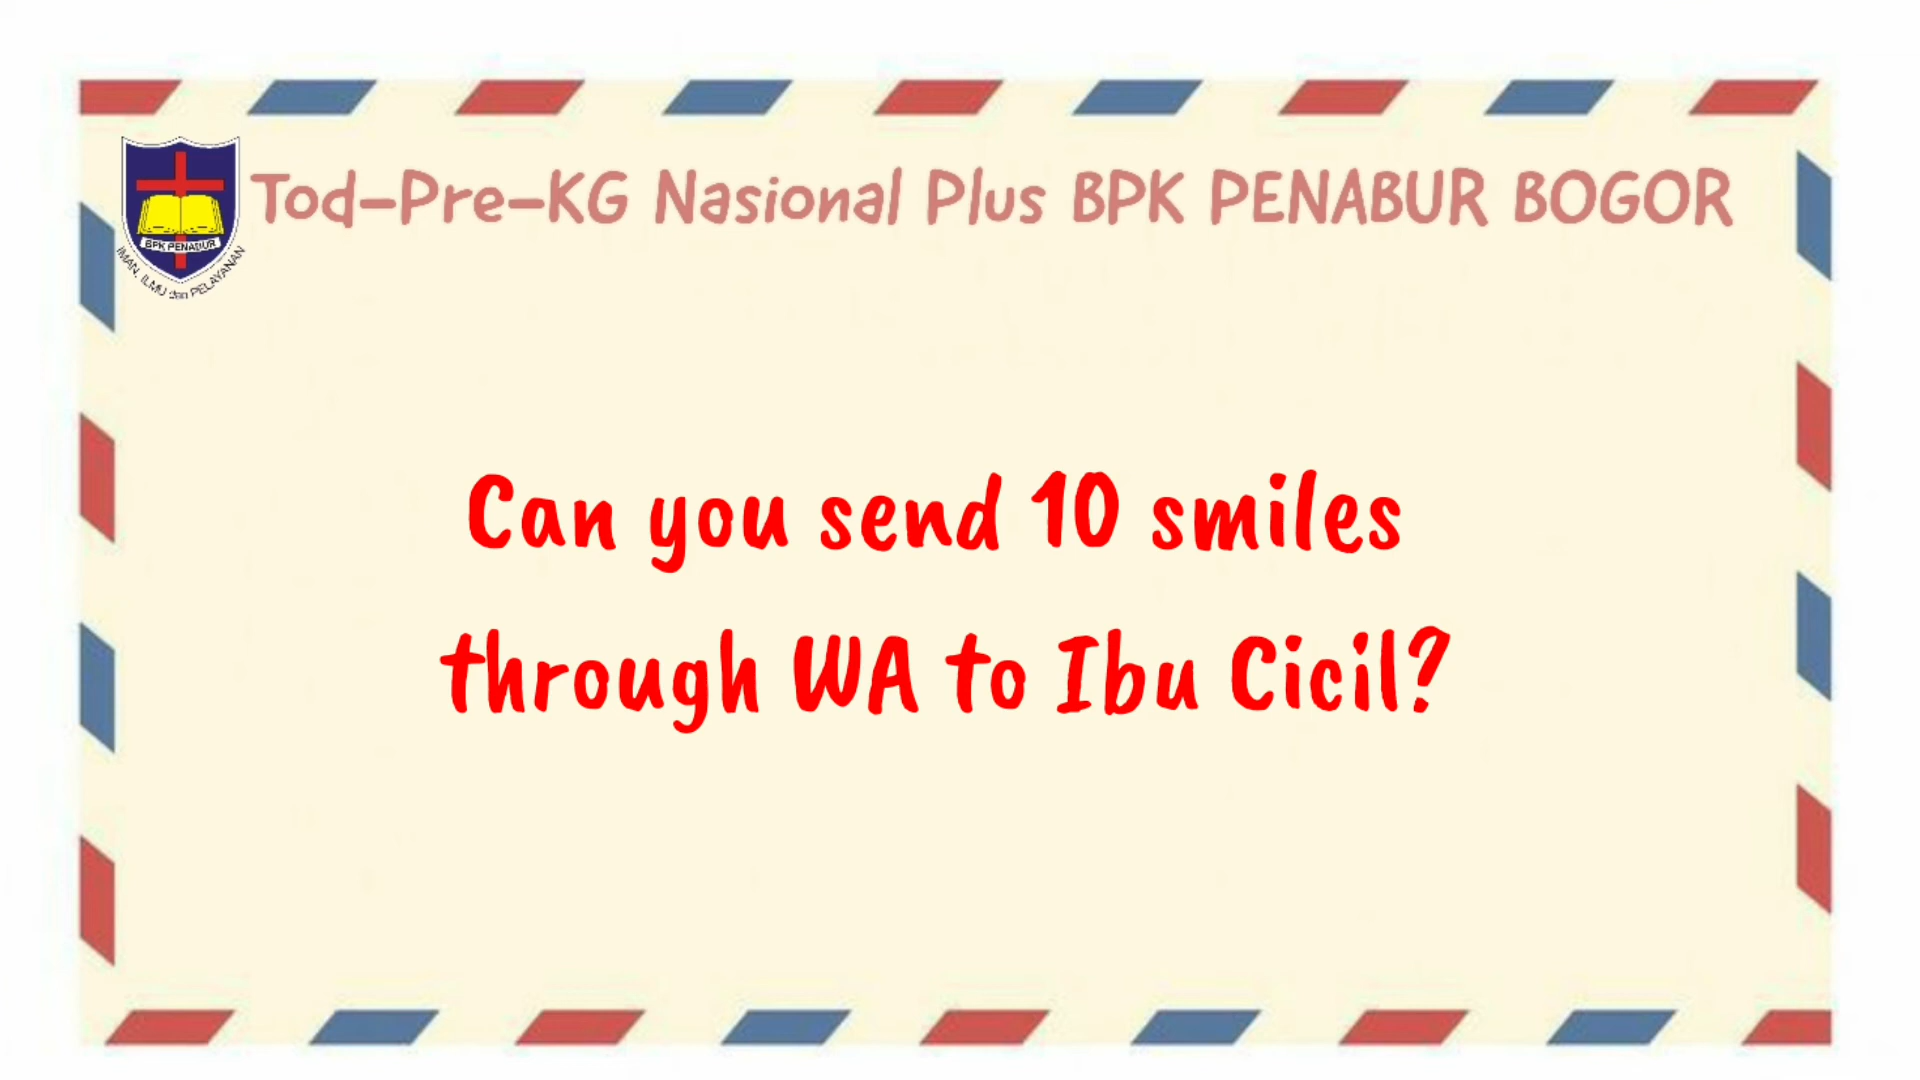 Tod-Pre-KG Nasional Plus BPK PENABUR BOGOR
BPK PENABUR
IMAN, ILMU dan PELAYANAN
Can you send 10 smiles
through WA to Ibu Cicil?